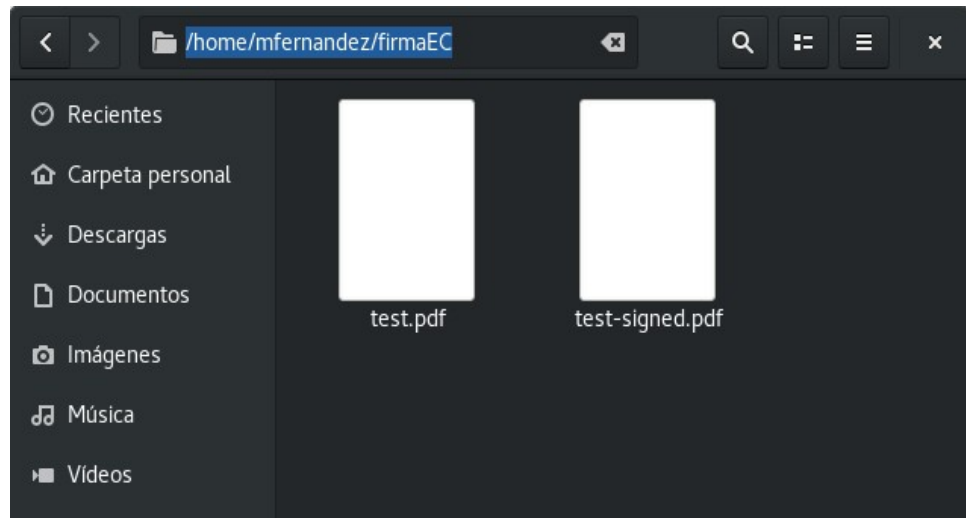 /home/mfernandez/firmaEC
Recientes
Carpeta personal
Descargas
Documentos
Imágenes
Música
Vídeos
test.pdf
test-signed.pdf